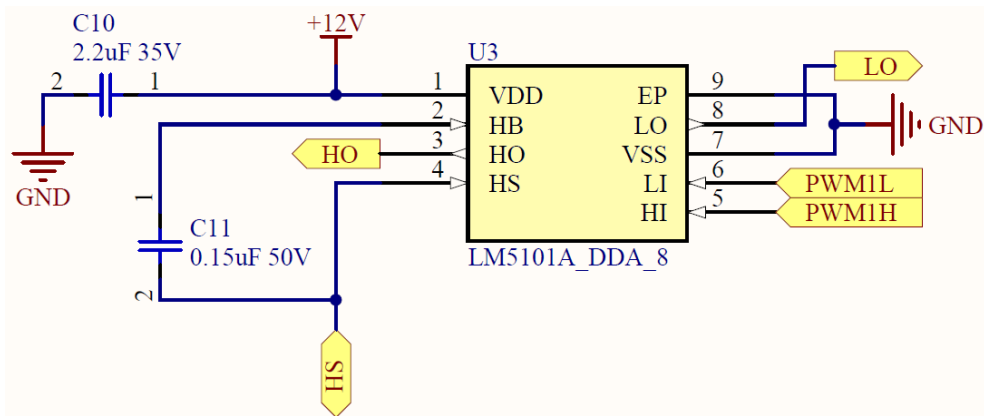 C10
2.2uF 35V
2
1
+12V
GND
1
C11
0.15uF 50V
2
HS
HO
U3
1
VDD
2
HB
3
HO
4
HS
EP
9
LO
8
VSS
7
LI
6
HI
5
LM5101A_DDA_8
LO
GND
PWM1L
PWM1H